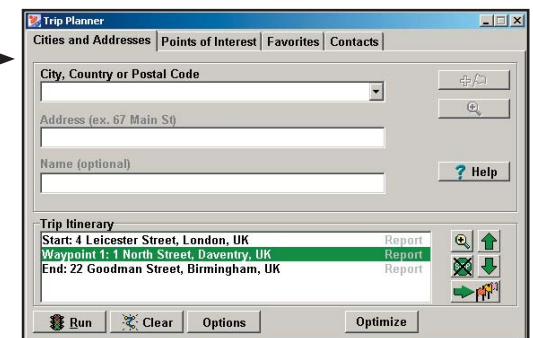 Trip Planner
Cities and Addresses Points of Interest Favorites Contacts
City, Country or Postal Code
Address (ex. 67 Main St)
Name (optional)
? Help
Trip Itinerary
Start: 4 Leicester Street, London, UK Report
Waypoint 1: 1 North Street, Daventry, UK Report
End: 22 Goodman Street, Birmingham, UK Report
Run Clear Options Optimize